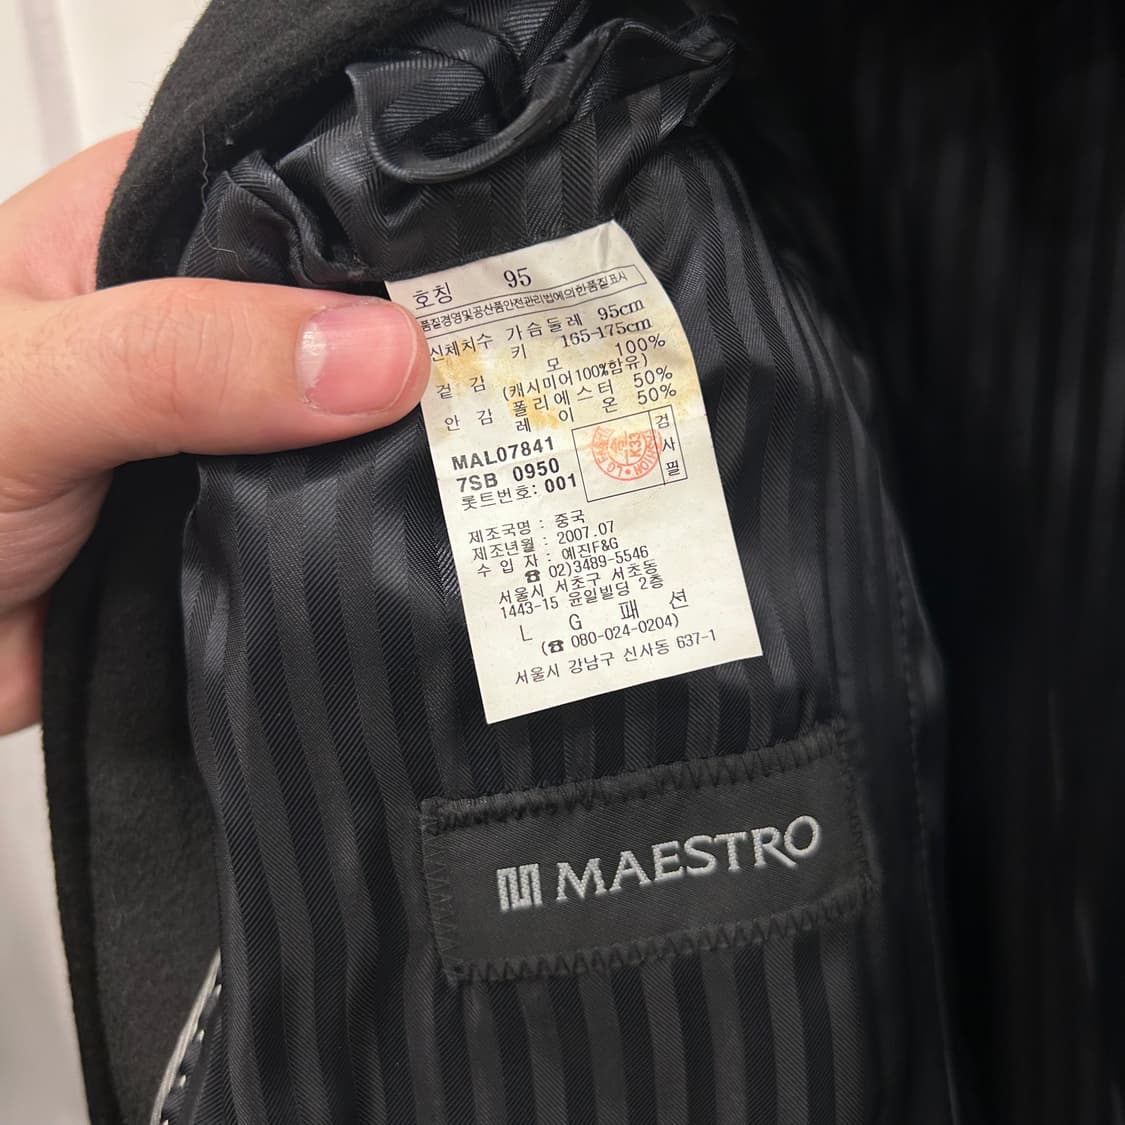 호칭 95
품질경영및공산품안전관리법에의한품질표시
신체치수 가슴둘레 95cm
키 165-175cm
겉감 모 100%
(캐시미어100%함유)
안감 폴리에스터 50%
레이온 50%
MAL07841
7SB 0950
롯트번호: 001
검사필
제조국명 : 중국
제조년월 : 2007.07
수입자 : 예진F&G
☎ 02)3489-5546
서울시 서초구 서초동
1443-15 윤일빌딩 2층
LG패션
(☎ 080-024-0204)
서울시 강남구 신사동 637-1
MAESTRO